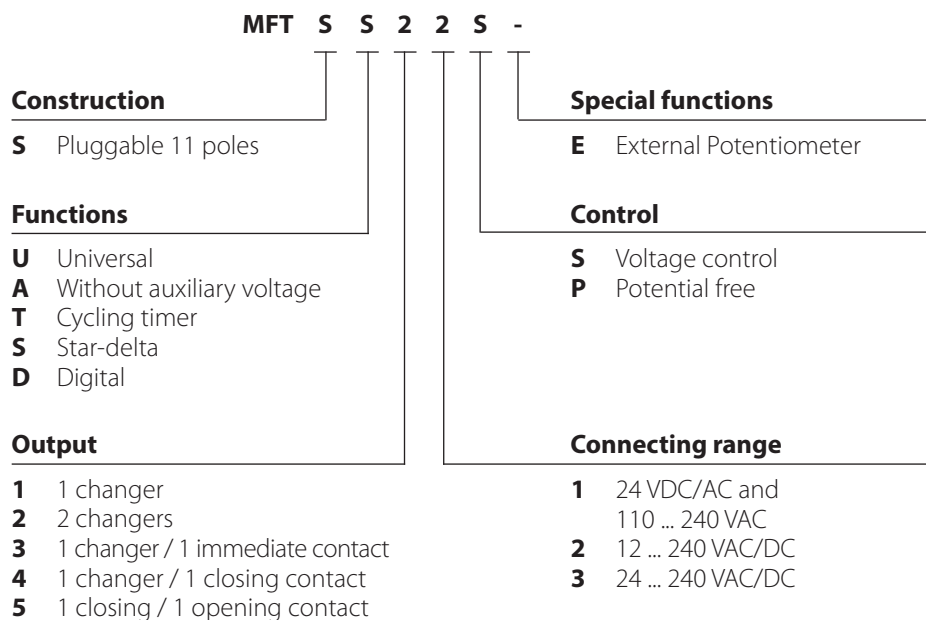 MFT S S 2 2 S -
Construction
S Pluggable 11 poles
Functions
U Universal
A Without auxiliary voltage
T Cycling timer
S Star-delta
D Digital
Output
1 1 changer
2 2 changers
3 1 changer / 1 immediate contact
4 1 changer / 1 closing contact
5 1 closing / 1 opening contact
Special functions
E External Potentiometer
Control
S Voltage control
P Potential free
Connecting range
1 24 VDC/AC and
110 ... 240 VAC
2 12 ... 240 VAC/DC
3 24 ... 240 VAC/DC